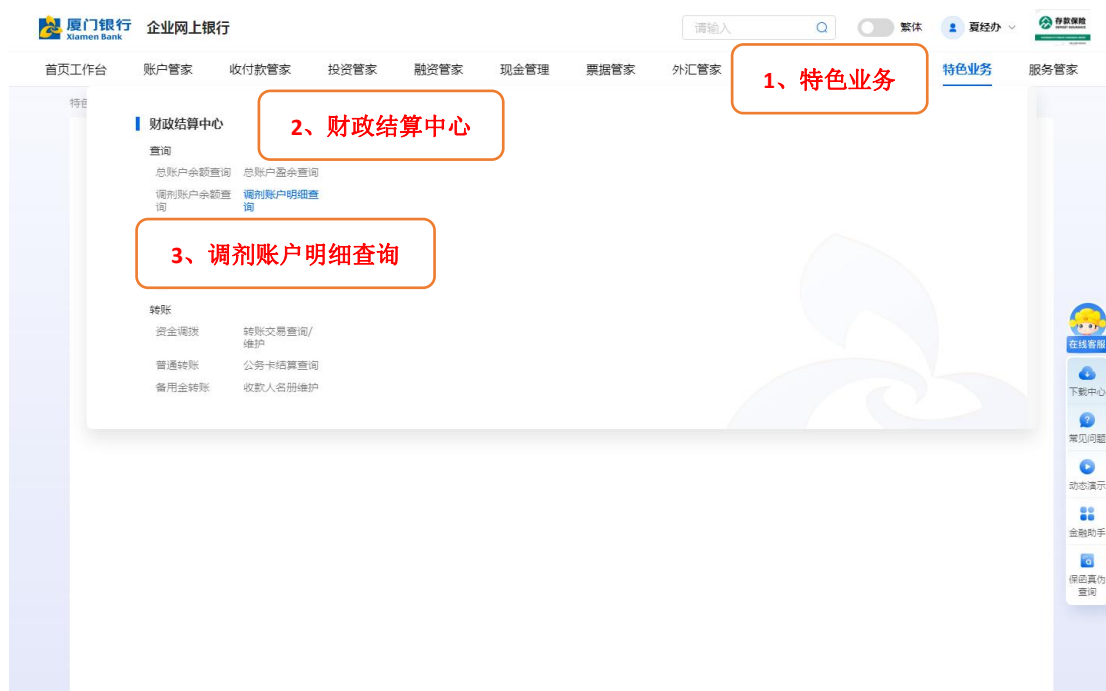 厦门银行 企业网上银行
Xiamen Bank
请输入 繁体 夏经办 存款保险
首页工作台 账户管家 收付款管家 投资管家 融资管家 现金管理 票据管家 外汇管家 特色业务 服务管家
1、特色业务
特色
财政结算中心
2、财政结算中心
查询
总账户余额查询 总账户盈余查询
调剂账户余额查 调剂账户明细查
询 询
3、调剂账户明细查询
转账
资金调拨 转账交易查询/
维护
普通转账 公务卡结算查询
备用金转账 收款人名册维护
在线客服
下载中心
常见问题
动态演示
金融助手
保函真伪
查询